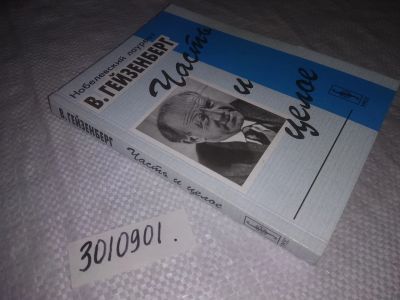 Нобелевский лауреат
В. ГЕЙЗЕНБЕРГ
Часть
и
целое
В. ГЕЙЗЕНБЕРГ
Часть и целое
3010901.